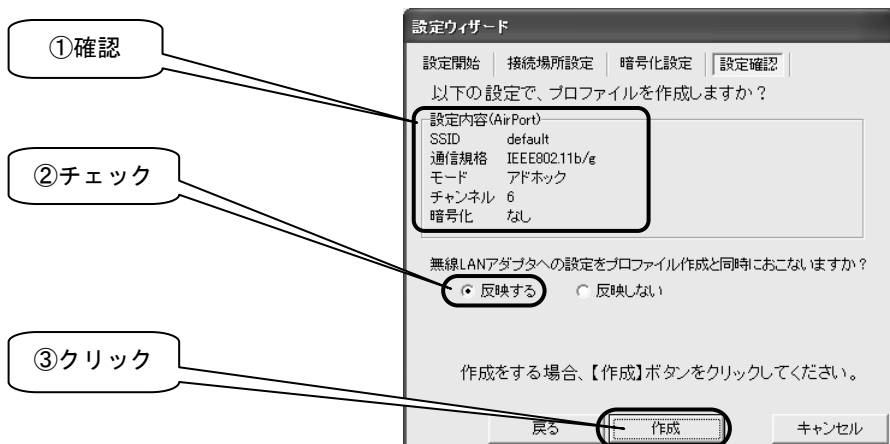 ①確認
②チェック
③クリック
設定ウィザード
設定開始 接続場所設定 暗号化設定 設定確認
以下の設定で、プロファイルを作成しますか？
設定内容(AirPort)
SSID default
通信規格 IEEE802.11b/g
モード アドホック
チャンネル 6
暗号化 なし
無線LANアダプタへの設定をプロファイル作成と同時におこないますか？
反映する 反映しない
作成をする場合、【作成】ボタンをクリックしてください。
戻る 作成 キャンセル